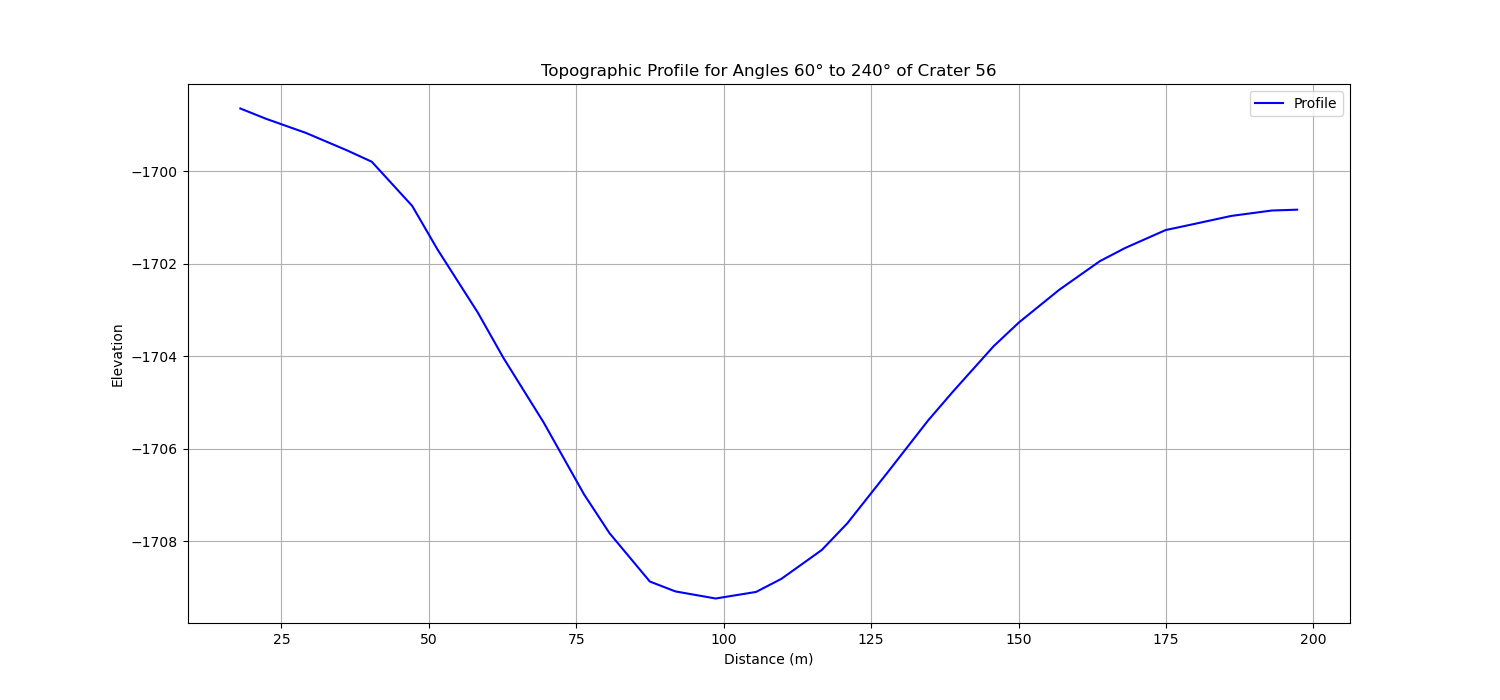 Topographic Profile for Angles 60° to 240° of Crater 56
Profile
Elevation
−1700
−1702
−1704
−1706
−1708
25 50 75 100 125 150 175 200
Distance (m)